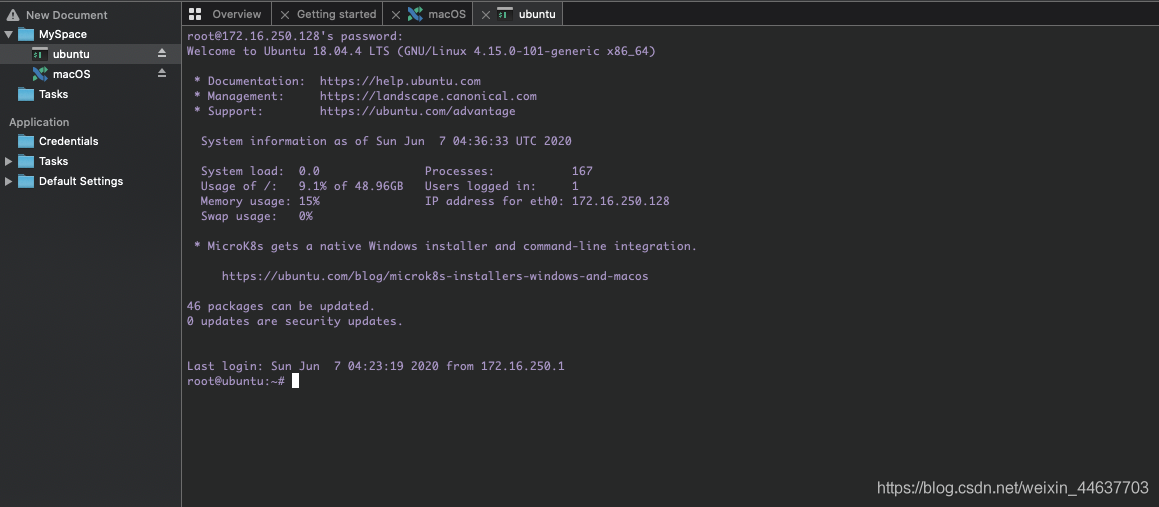 New Document
MySpace
ubuntu
macOS
Tasks
Application
Credentials
Tasks
Default Settings
Overview
Getting started
macOS
ubuntu
root@172.16.250.128's password:
Welcome to Ubuntu 18.04.4 LTS (GNU/Linux 4.15.0-101-generic x86_64)
* Documentation:  https://help.ubuntu.com
* Management:     https://landscape.canonical.com
* Support:        https://ubuntu.com/advantage
System information as of Sun Jun  7 04:36:33 UTC 2020
System load:  0.0               Processes:           167
Usage of /:   9.1% of 48.96GB   Users logged in:     1
Memory usage: 15%               IP address for eth0: 172.16.250.128
Swap usage:   0%
* MicroK8s gets a native Windows installer and command-line integration.
https://ubuntu.com/blog/microk8s-installers-windows-and-macos
46 packages can be updated.
0 updates are security updates.
Last login: Sun Jun  7 04:23:19 2020 from 172.16.250.1
root@ubuntu:~#
https://blog.csdn.net/weixin_44637703